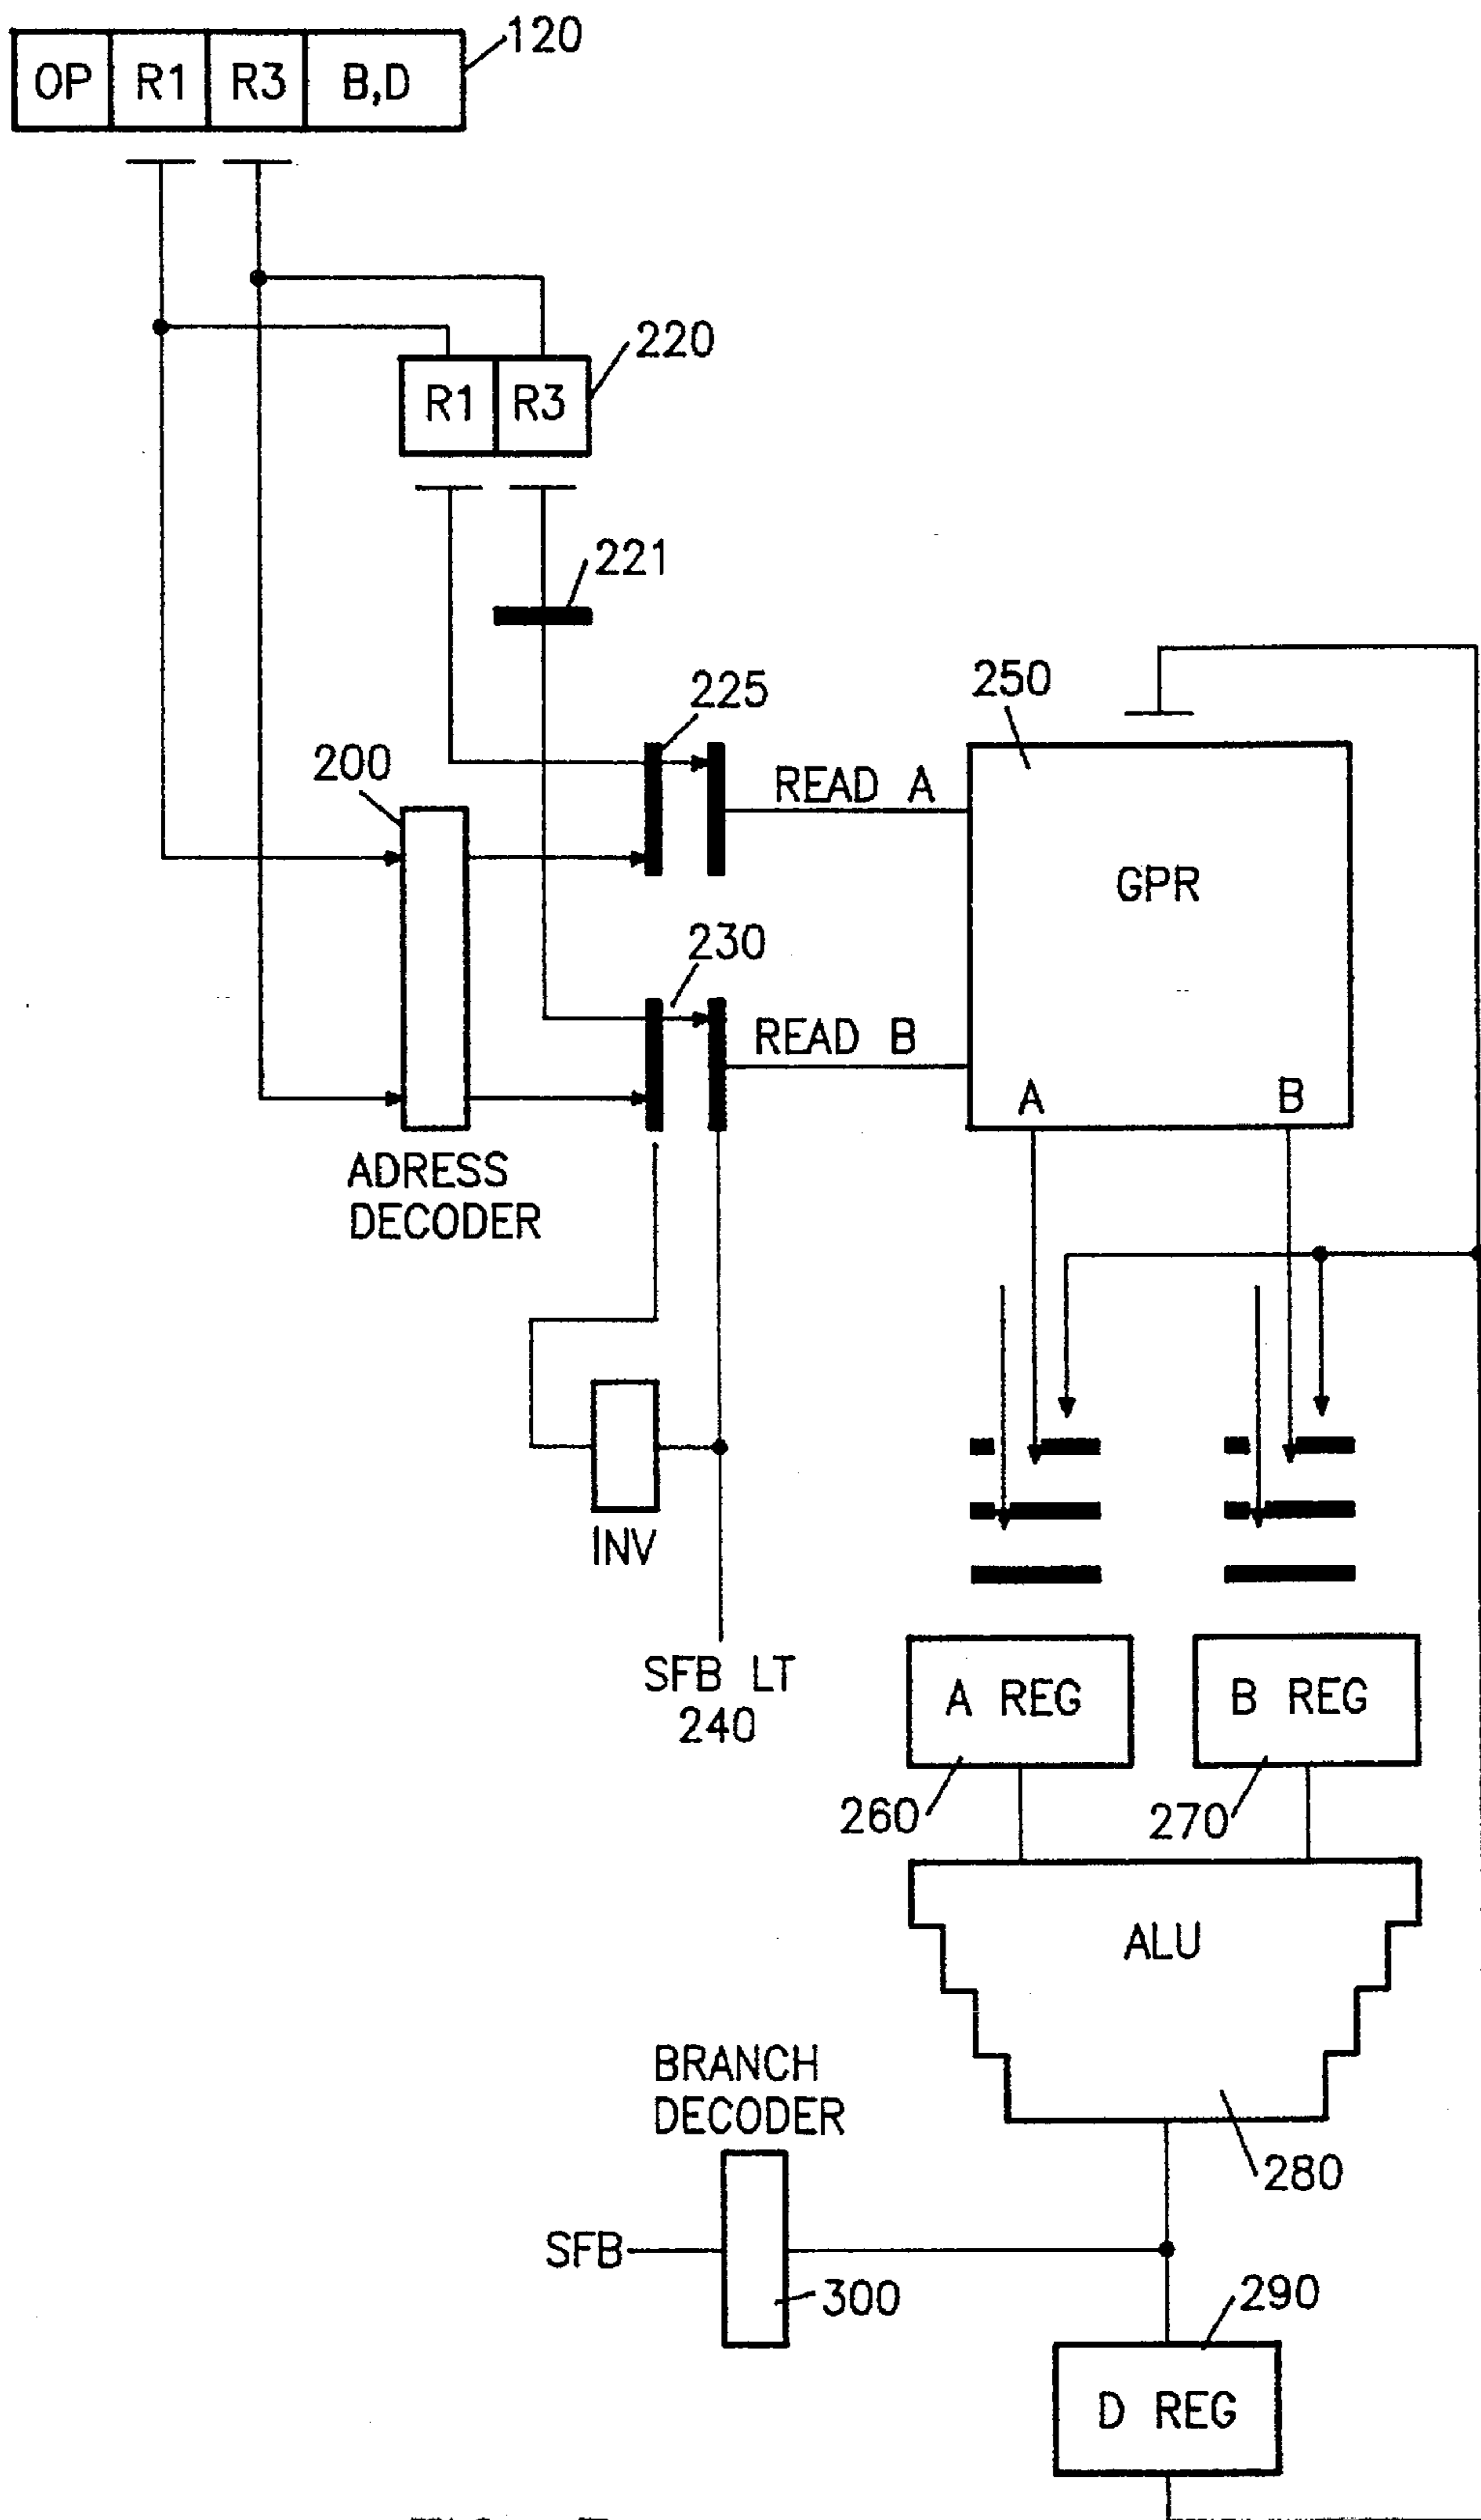 120
OP R1 R3 B,D
220
R1 R3
221
225
250
200
READ A
GPR
230
READ B
A B
ADRESS
DECODER
INV
SFB LT
240
A REG B REG
260 270
ALU
BRANCH
DECODER
280
SFB
300
290
D REG